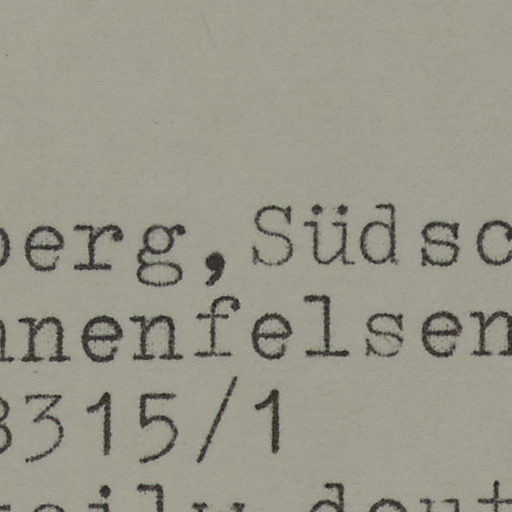 berg, Südsc
nnenfelsen
3315/1